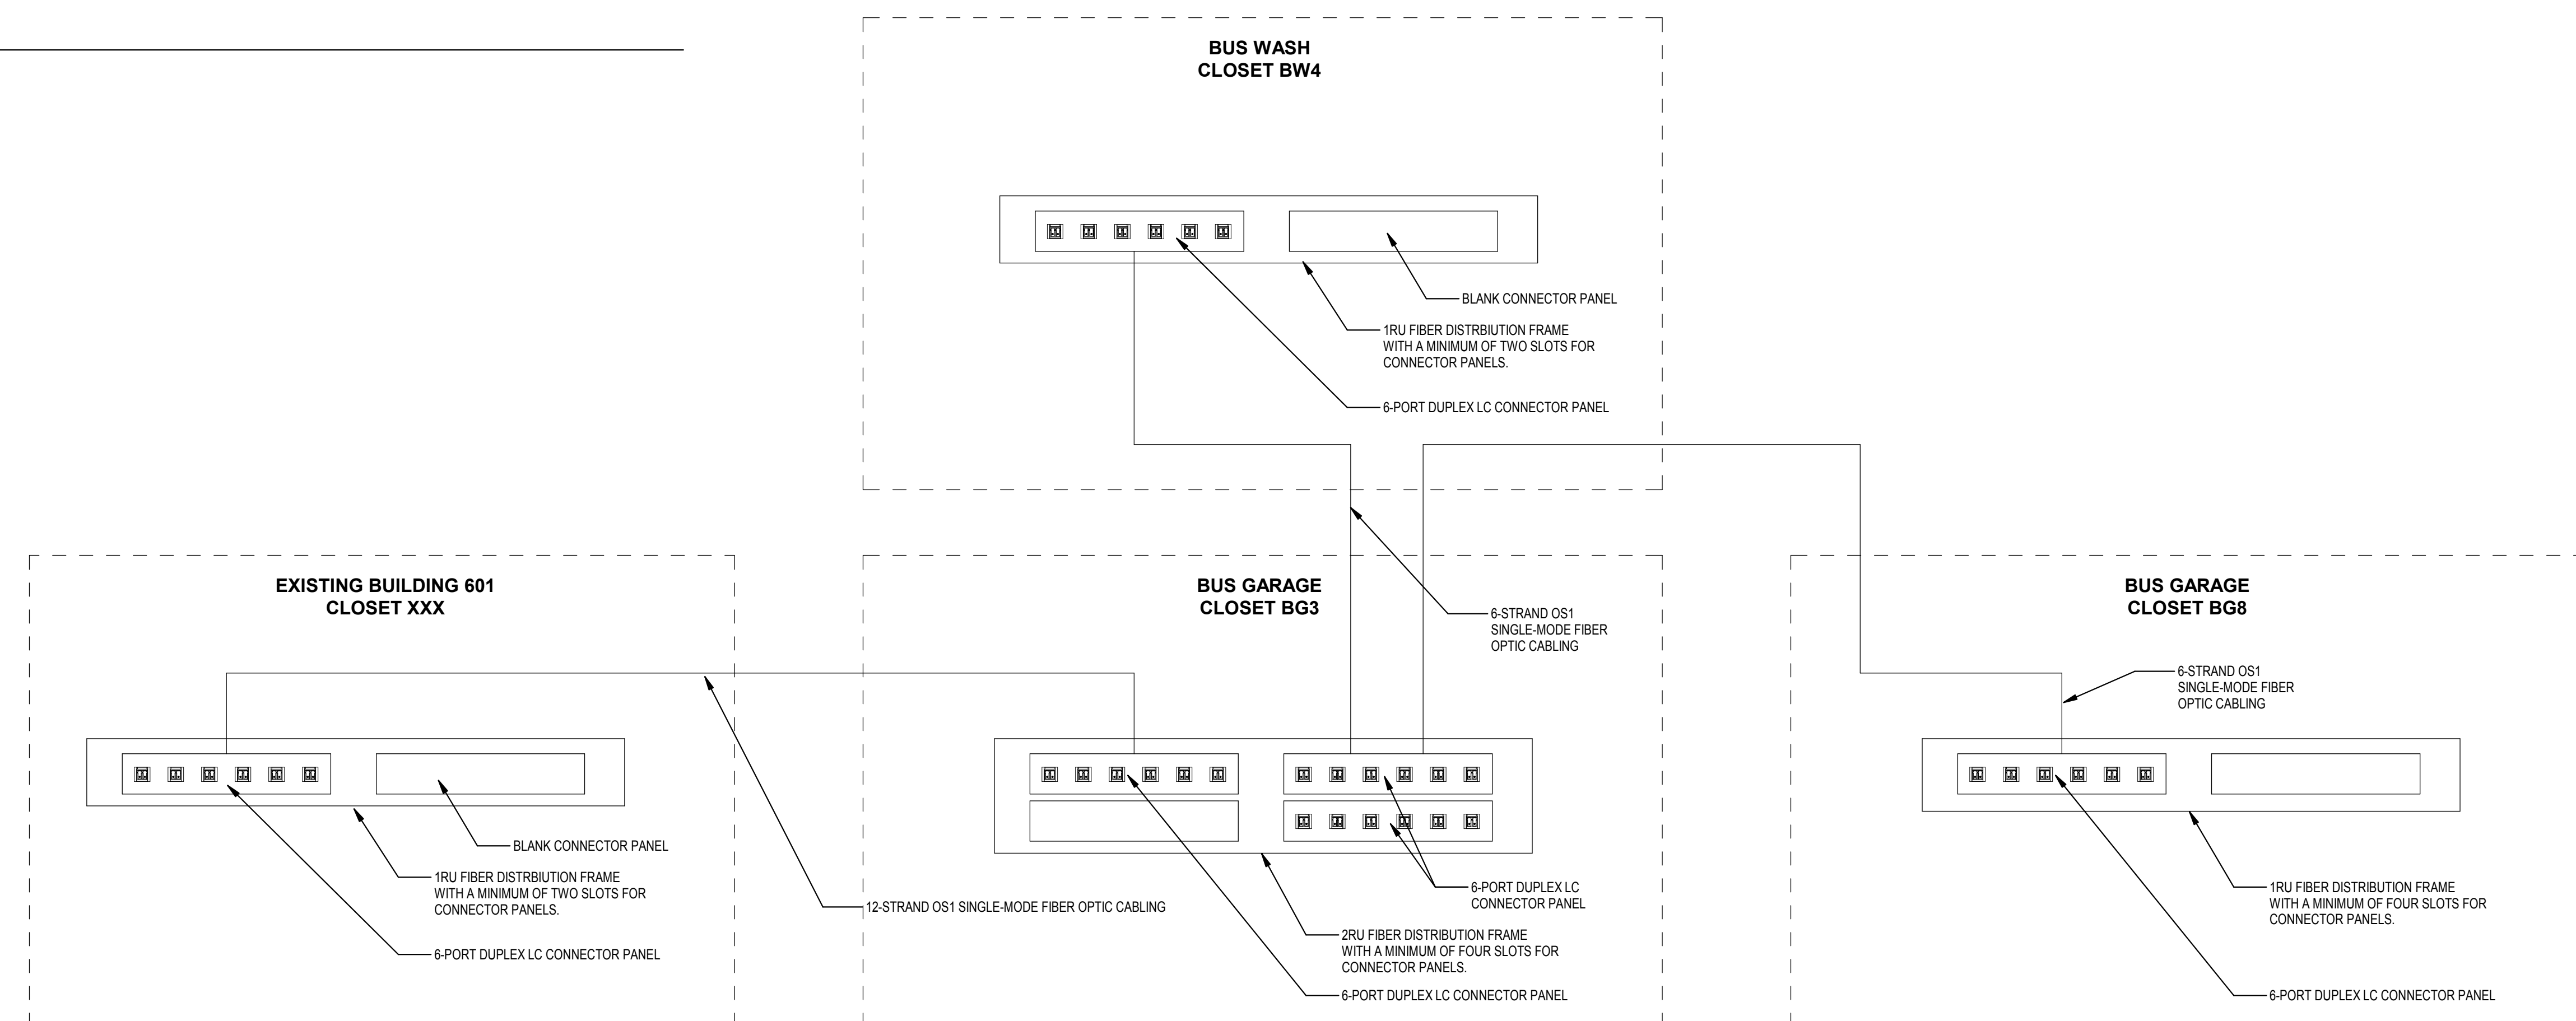 BUS WASH
CLOSET BW4
BLANK CONNECTOR PANEL
1RU FIBER DISTRBIUTION FRAME
WITH A MINIMUM OF TWO SLOTS FOR
CONNECTOR PANELS.
6-PORT DUPLEX LC CONNECTOR PANEL
EXISTING BUILDING 601
CLOSET XXX
BLANK CONNECTOR PANEL
1RU FIBER DISTRBIUTION FRAME
WITH A MINIMUM OF TWO SLOTS FOR
CONNECTOR PANELS.
6-PORT DUPLEX LC CONNECTOR PANEL
12-STRAND OS1 SINGLE-MODE FIBER OPTIC CABLING
BUS GARAGE
CLOSET BG3
6-STRAND OS1
SINGLE-MODE FIBER
OPTIC CABLING
6-PORT DUPLEX LC
CONNECTOR PANEL
2RU FIBER DISTRIBUTION FRAME
WITH A MINIMUM OF FOUR SLOTS FOR
CONNECTOR PANELS.
6-PORT DUPLEX LC CONNECTOR PANEL
BUS GARAGE
CLOSET BG8
6-STRAND OS1
SINGLE-MODE FIBER
OPTIC CABLING
1RU FIBER DISTRIBUTION FRAME
WITH A MINIMUM OF FOUR SLOTS FOR
CONNECTOR PANELS.
6-PORT DUPLEX LC CONNECTOR PANEL